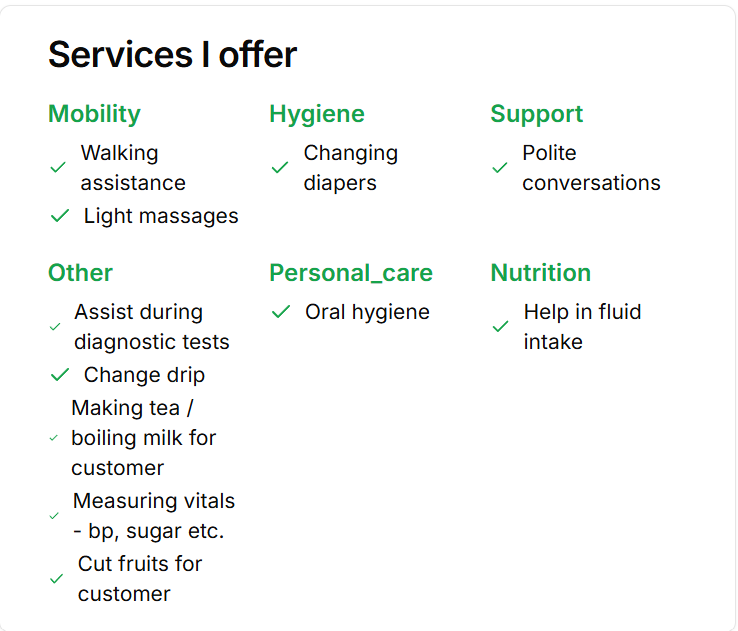 Services I offer
Mobility
Walking
assistance
Light massages
Hygiene
Changing
diapers
Support
Polite
conversations
Other
Assist during
diagnostic tests
Change drip
Making tea /
boiling milk for
customer
Measuring vitals
- bp, sugar etc.
Cut fruits for
customer
Personal_care
Oral hygiene
Nutrition
Help in fluid
intake